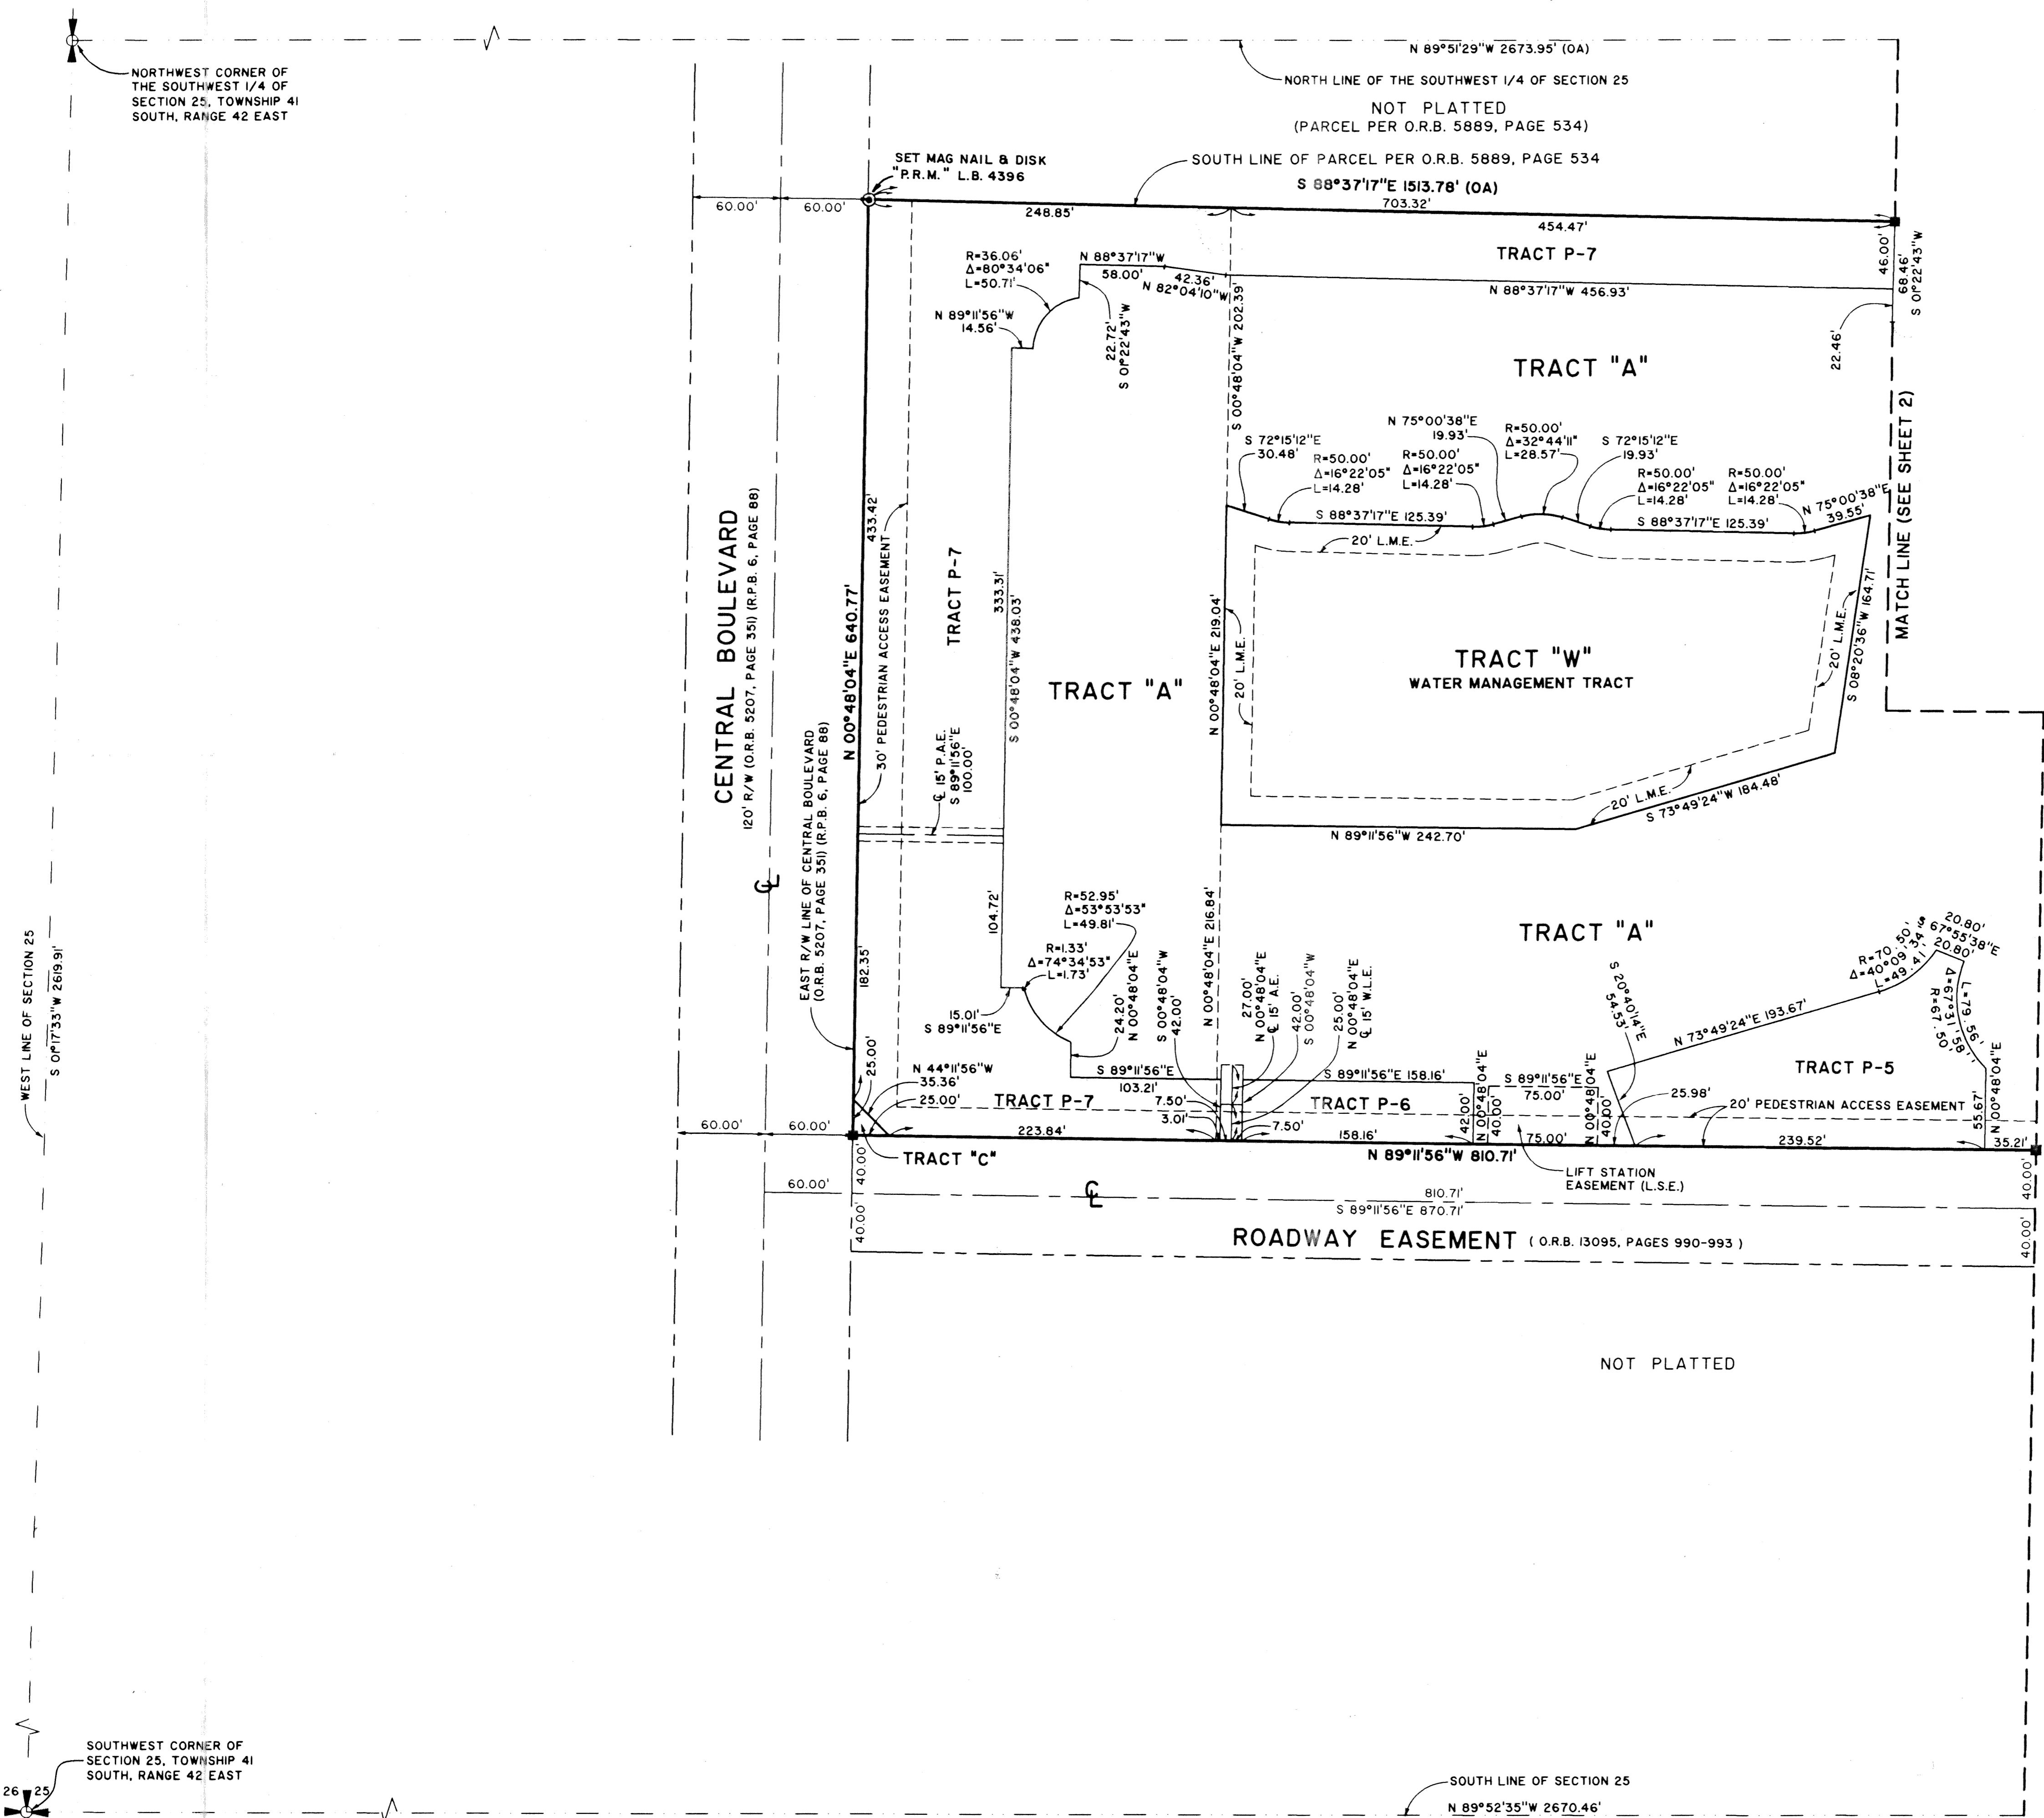 N 89°51'29"W 2673.95' (OA)
NORTHWEST CORNER OF
THE SOUTHWEST 1/4 OF
SECTION 25, TOWNSHIP 41
SOUTH, RANGE 42 EAST
NORTH LINE OF THE SOUTHWEST 1/4 OF SECTION 25
NOT PLATTED
(PARCEL PER O.R.B. 5889, PAGE 534)
SET MAG NAIL & DISK
"P.R.M." L.B. 4396
SOUTH LINE OF PARCEL PER O.R.B. 5889, PAGE 534
S 88°37'17"E 1513.78' (OA)
60.00'
60.00'
248.85'
703.32'
454.47'
TRACT P-7
46.00'
68.46'
S 01°22'43"W
R=36.06'
Δ=80°34'06"
L=50.71'
N 88°37'17"W
58.00'
42.36'
N 82°04'10"W
N 88°37'17"W 456.93'
S 00°48'04"W 202.39'
N 89°11'56"W
14.56'
22.72'
S 01°22'43"W
22.46'
TRACT "A"
MATCH LINE (SEE SHEET 2)
S 72°15'12"E
30.48'
R=50.00'
Δ=16°22'05"
L=14.28'
N 75°00'38"E
19.93'
R=50.00'
Δ=16°22'05"
L=14.28'
R=50.00'
Δ=32°44'11"
L=28.57'
S 72°15'12"E
19.93'
R=50.00'
Δ=16°22'05"
L=14.28'
R=50.00'
Δ=16°22'05"
L=14.28'
N 75°00'38"E
39.55'
S 88°37'17"E 125.39'
S 88°37'17"E 125.39'
20' L.M.E.
CENTRAL BOULEVARD
120' R/W (O.R.B. 5207, PAGE 351) (R.P.B. 6, PAGE 88)
433.42'
N 00°48'04"E 640.77'
30' PEDESTRIAN ACCESS EASEMENT
TRACT P-7
333.31'
S 00°48'04"W 438.03'
TRACT "A"
N 00°48'04"E 219.04'
20' L.M.E.
TRACT "W"
WATER MANAGEMENT TRACT
20' L.M.E.
S 08°20'36"W 164.71'
20' L.M.E.
S 73°49'24"W 184.48'
N 89°11'56"W 242.70'
EAST R/W LINE OF CENTRAL BOULEVARD
(O.R.B. 5207, PAGE 351) (R.P.B. 6, PAGE 88)
℄ 15' P.A.E.
S 89°11'56"E
100.00'
℄
WEST LINE OF SECTION 25
S 01°17'33"W 2619.91'
182.35'
104.72'
R=52.95'
Δ=53°53'53"
L=49.81'
R=1.33'
Δ=74°34'53"
L=1.73'
15.01'
S 89°11'56"E
24.20'
N 00°48'04"E
S 00°48'04"W
42.00'
N 00°48'04"E 216.84'
27.00'
N 00°48'04"E
℄ 15' A.E.
42.00'
S 00°48'04"W
25.00'
N 00°48'04"E
℄ 15' W.L.E.
TRACT "A"
S 20°40'14"E
54.53'
N 73°49'24"E 193.67'
R=70.50'
Δ=40°09'34"
L=49.41'
20.80'
S 67°55'38"E
20.80'
L=79.56'
Δ=67°31'58"
R=67.50'
TRACT P-5
55.67'
N 00°48'04"E
25.00'
N 44°11'56"W
35.36'
25.00'
S 89°11'56"E
103.21'
TRACT P-7
7.50'
3.01'
7.50'
S 89°11'56"E 158.16'
TRACT P-6
42.00'
N 00°48'04"E
40.00'
S 89°11'56"E
75.00'
N 00°48'04"E
40.00'
25.98'
20' PEDESTRIAN ACCESS EASEMENT
60.00'
60.00'
223.84'
158.16'
75.00'
239.52'
35.21'
TRACT "C"
N 89°11'56"W 810.71'
LIFT STATION
EASEMENT (L.S.E.)
40.00'
40.00'
60.00'
℄
810.71'
S 89°11'56"E 870.71'
40.00'
40.00'
ROADWAY EASEMENT ( O.R.B. 13095, PAGES 990-993 )
NOT PLATTED
SOUTHWEST CORNER OF
SECTION 25, TOWNSHIP 41
SOUTH, RANGE 42 EAST
26 25
SOUTH LINE OF SECTION 25
N 89°52'35"W 2670.46'